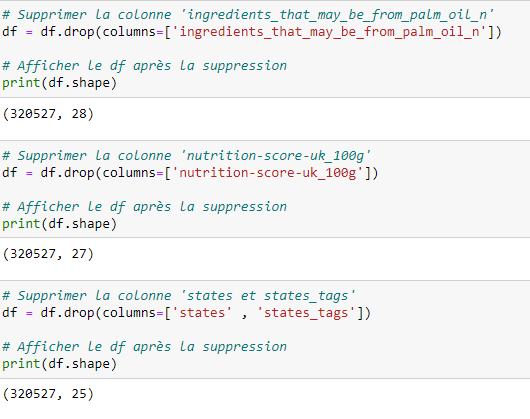 # Supprimer la colonne 'ingredients_that_may_be_from_palm_oil_n'
df = df.drop(columns=['ingredients_that_may_be_from_palm_oil_n'])
# Afficher le df après la suppression
print(df.shape)
(320527, 28)
# Supprimer la colonne 'nutrition-score-uk_100g'
df = df.drop(columns=['nutrition-score-uk_100g'])
# Afficher le df après la suppression
print(df.shape)
(320527, 27)
# Supprimer la colonne 'states et states_tags'
df = df.drop(columns=['states' , 'states_tags'])
# Afficher le df après la suppression
print(df.shape)
(320527, 25)